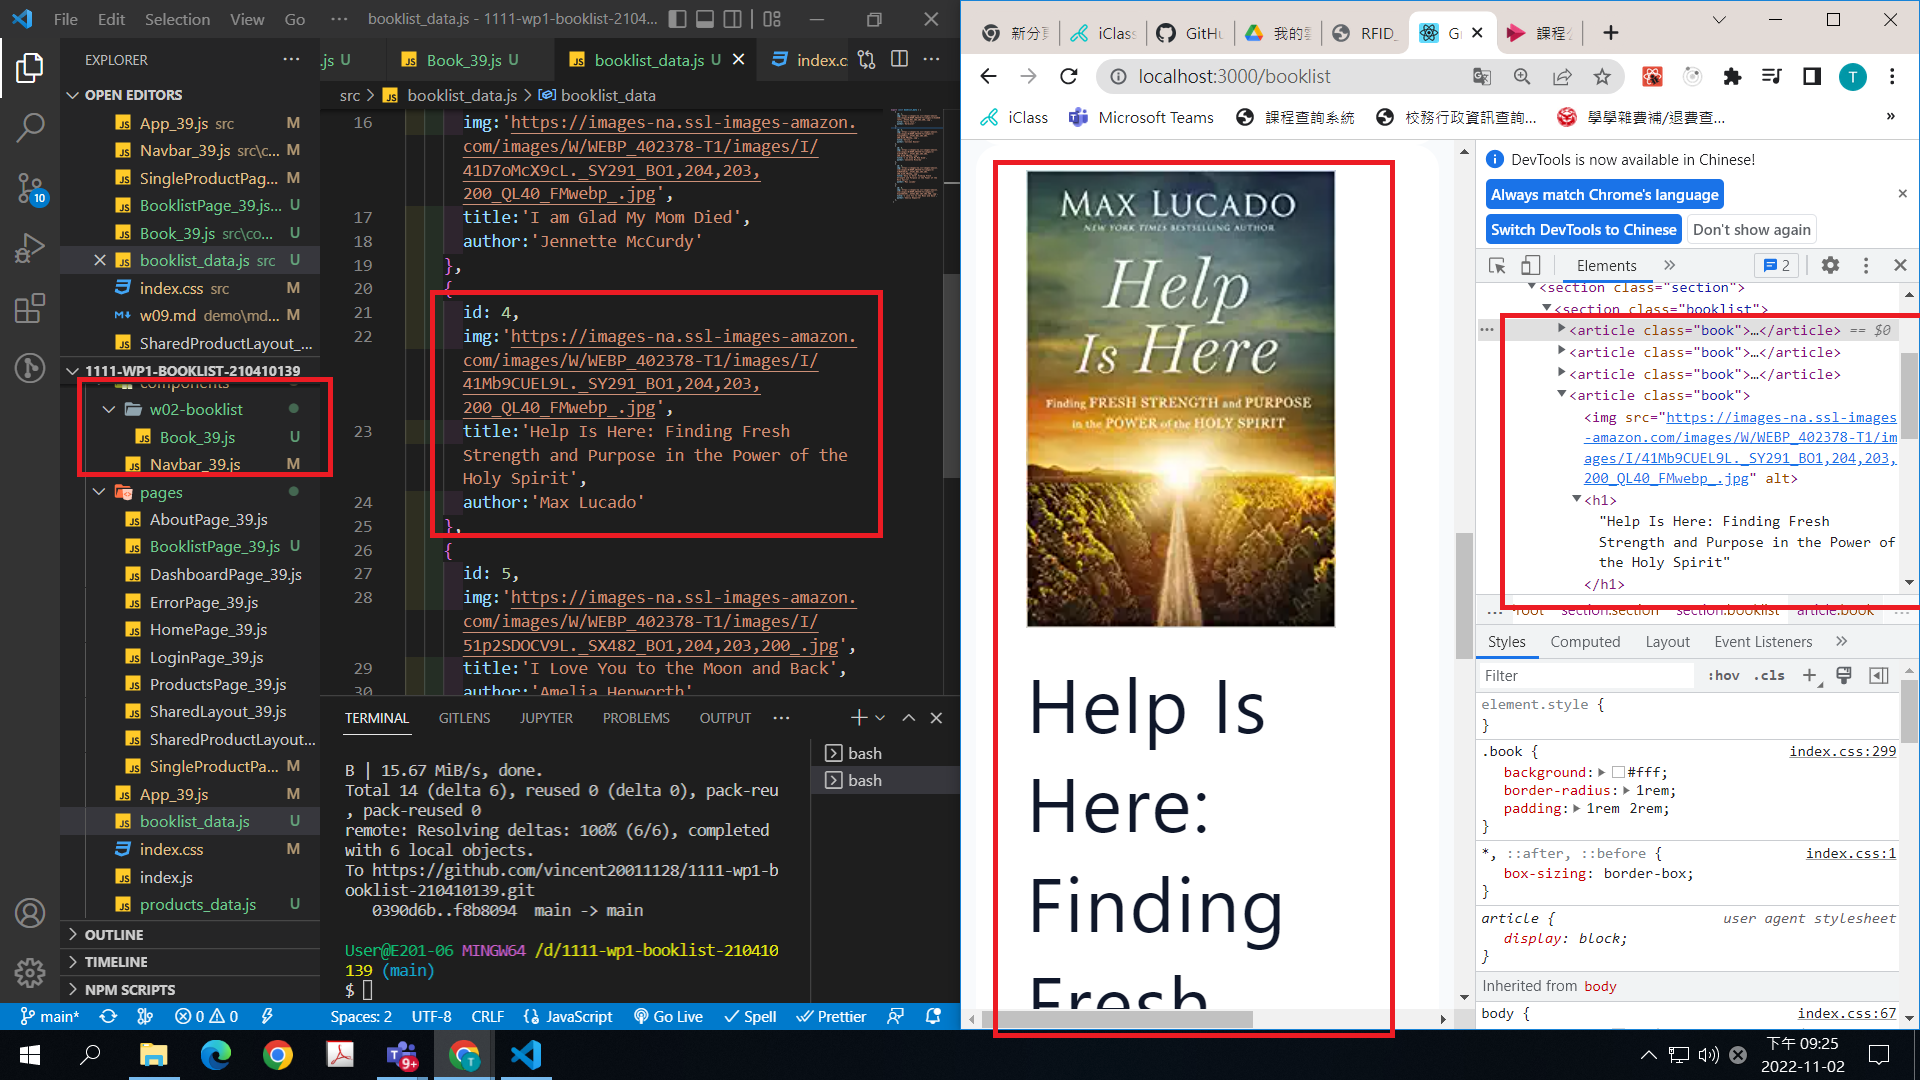 File Edit Selection View Go ··· booklist_data.js - 1111-wp1-booklist-2104...
EXPLORER ···
OPEN EDITORS
App_39.js src M
Navbar_39.js src\c... M
SingleProductPag... M
BooklistPage_39.js... U
Book_39.js src\co... U
booklist_data.js src U
index.css src M
w09.md demo\md... M
SharedProductLayout_...
1111-WP1-BOOKLIST-210410139
components
w02-booklist
Book_39.js U
Navbar_39.js M
pages
AboutPage_39.js
BooklistPage_39.js U
DashboardPage_39.js
ErrorPage_39.js
HomePage_39.js
LoginPage_39.js
ProductsPage_39.js
SharedLayout_39.js
SharedProductLayout...
SingleProductPa... M
App_39.js M
booklist_data.js U
index.css M
index.js
products_data.js U
OUTLINE
TIMELINE
NPM SCRIPTS
10
.js U Book_39.js U booklist_data.js U index.c
src > booklist_data.js > booklist_data
16 img:'https://images-na.ssl-images-amazon.
com/images/W/WEBP_402378-T1/images/I/
41D7oMcX9cL._SY291_BO1,204,203,
200_QL40_FMwebp_.jpg',
17 title:'I am Glad My Mom Died',
18 author:'Jennette McCurdy'
19 },
20 {
21 id: 4,
22 img:'https://images-na.ssl-images-amazon.
com/images/W/WEBP_402378-T1/images/I/
41Mb9CUEL9L._SY291_BO1,204,203,
200_QL40_FMwebp_.jpg',
23 title:'Help Is Here: Finding Fresh
Strength and Purpose in the Power of the
Holy Spirit',
24 author:'Max Lucado'
25 },
26 {
27 id: 5,
28 img:'https://images-na.ssl-images-amazon.
com/images/W/WEBP_402378-T1/images/I/
51p2SDOCV9L._SX482_BO1,204,203,200_.jpg',
29 title:'I Love You to the Moon and Back',
30 author:'Amelia Hepworth'
TERMINAL GITLENS JUPYTER PROBLEMS OUTPUT ···
B | 15.67 MiB/s, done.
Total 14 (delta 6), reused 0 (delta 0), pack-reu
, pack-reused 0
remote: Resolving deltas: 100% (6/6), completed
with 6 local objects.
To https://github.com/vincent20011128/1111-wp1-b
ooklist-210410139.git
0390d6b..f8b8094 main -> main
User@E201-06 MINGW64 /d/1111-wp1-booklist-210410
139 (main)
$
bash
bash
main* 0 0 Spaces: 2 UTF-8 CRLF JavaScript Go Live Spell Prettier
新分 iClas GitHu 我的 RFID_ G 課程
localhost:3000/booklist T
iClass Microsoft Teams 課程查詢系統 校務行政資訊查詢... 學學雜費補/退費查... »
MAX LUCADO
NEW YORK TIMES BESTSELLING AUTHOR
Help
Is Here
Finding FRESH STRENGTH and PURPOSE
in the POWER of the HOLY SPIRIT
Help Is
Here:
Finding
Fresh
DevTools is now available in Chinese!
Always match Chrome's language
Switch DevTools to Chinese Don't show again
Elements » 2
<section class="section">
<section class="booklist">
··· <article class="book">…</article> == $0
<article class="book">…</article>
<article class="book">…</article>
<article class="book">
<img src="https://images-na.ssl-images
-amazon.com/images/W/WEBP_402378-T1/im
ages/I/41Mb9CUEL9L._SY291_BO1,204,203,
200_QL40_FMwebp_.jpg" alt>
<h1>
"Help Is Here: Finding Fresh
Strength and Purpose in the Power of
the Holy Spirit"
</h1>
... root section.section section.booklist article.book ...
Styles Computed Layout Event Listeners »
Filter :hov .cls
element.style {
}
.book { index.css:299
background: #fff;
border-radius: 1rem;
padding: 1rem 2rem;
}
*, ::after, ::before { index.css:1
box-sizing: border-box;
}
article { user agent stylesheet
display: block;
}
Inherited from body
body { index.css:67
9+ T
下午 09:25
2022-11-02